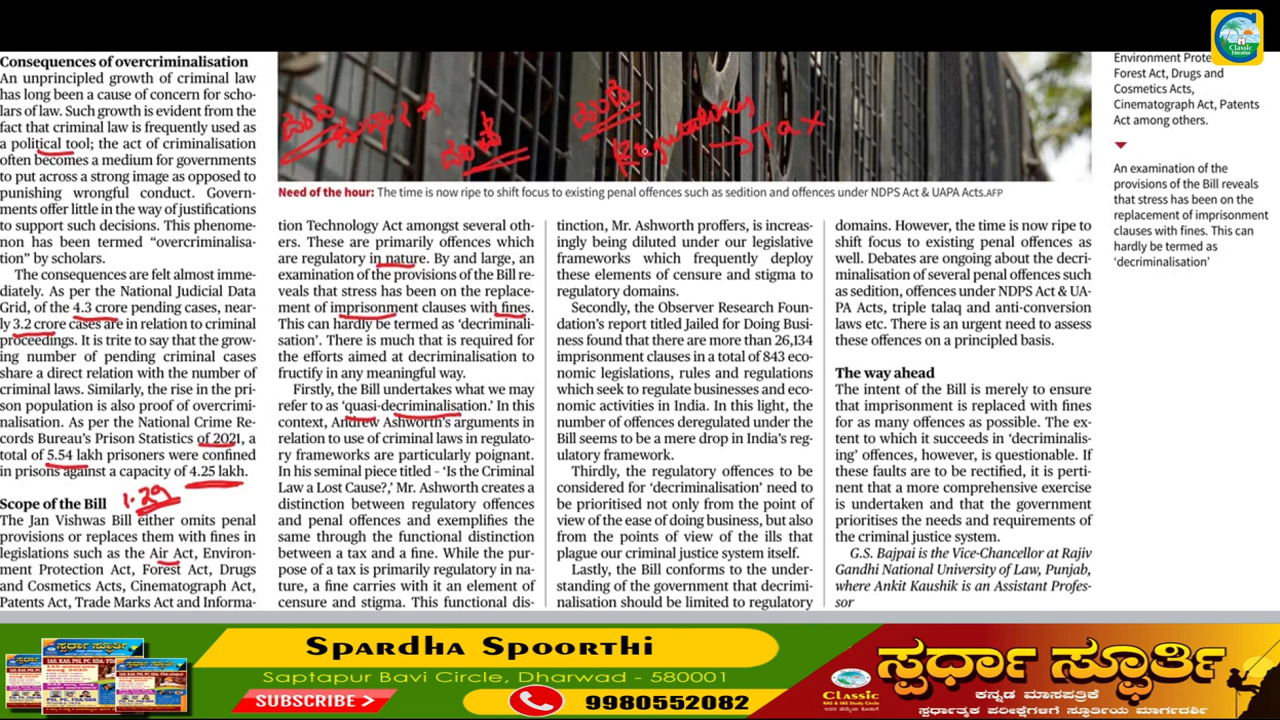 Classic
Education
Consequences of overcriminalisation
An unprincipled growth of criminal law
has long been a cause of concern for scho-
lars of law. Such growth is evident from the
fact that criminal law is frequently used as
a political tool; the act of criminalisation
often becomes a medium for governments
to put across a strong image as opposed to
punishing wrongful conduct. Govern-
ments offer little in the way of justifications
to support such decisions. This phenome-
non has been termed “overcriminalisa-
tion” by scholars.
The consequences are felt almost imme-
diately. As per the National Judicial Data
Grid, of the 4.3 crore pending cases, near-
ly 3.2 crore cases are in relation to criminal
proceedings. It is trite to say that the grow-
ing number of pending criminal cases
share a direct relation with the number of
criminal laws. Similarly, the rise in the pri-
son population is also proof of overcrimi-
nalisation. As per the National Crime Re-
cords Bureau’s Prison Statistics of 2021, a
total of 5.54 lakh prisoners were confined
in prisons against a capacity of 4.25 lakh.
1.29
Scope of the Bill
The Jan Vishwas Bill either omits penal
provisions or replaces them with fines in
legislations such as the Air Act, Environ-
ment Protection Act, Forest Act, Drugs
and Cosmetics Acts, Cinematograph Act,
Patents Act, Trade Marks Act and Informa-
Regulatory
→ Tax
Need of the hour: The time is now ripe to shift focus to existing penal offences such as sedition and offences under NDPS Act & UAPA Acts.AFP
tion Technology Act amongst several oth-
ers. These are primarily offences which
are regulatory in nature. By and large, an
examination of the provisions of the Bill re-
veals that stress has been on the replace-
ment of imprisonment clauses with fines.
This can hardly be termed as ‘decriminali-
sation’. There is much that is required for
the efforts aimed at decriminalisation to
fructify in any meaningful way.
Firstly, the Bill undertakes what we may
refer to as ‘quasi-decriminalisation.’ In this
context, Andrew Ashworth’s arguments in
relation to use of criminal laws in regulato-
ry frameworks are particularly poignant.
In his seminal piece titled - ‘Is the Criminal
Law a Lost Cause?,’ Mr. Ashworth creates a
distinction between regulatory offences
and penal offences and exemplifies the
same through the functional distinction
between a tax and a fine. While the pur-
pose of a tax is primarily regulatory in na-
ture, a fine carries with it an element of
censure and stigma. This functional dis-
tinction, Mr. Ashworth proffers, is increas-
ingly being diluted under our legislative
frameworks which frequently deploy
these elements of censure and stigma to
regulatory domains.
Secondly, the Observer Research Foun-
dation’s report titled Jailed for Doing Busi-
ness found that there are more than 26,134
imprisonment clauses in a total of 843 eco-
nomic legislations, rules and regulations
which seek to regulate businesses and eco-
nomic activities in India. In this light, the
number of offences deregulated under the
Bill seems to be a mere drop in India’s reg-
ulatory framework.
Thirdly, the regulatory offences to be
considered for ‘decriminalisation’ need to
be prioritised not only from the point of
view of the ease of doing business, but also
from the points of view of the ills that
plague our criminal justice system itself.
Lastly, the Bill conforms to the under-
standing of the government that decrimi-
nalisation should be limited to regulatory
domains. However, the time is now ripe to
shift focus to existing penal offences as
well. Debates are ongoing about the decri-
minalisation of several penal offences such
as sedition, offences under NDPS Act & UA-
PA Acts, triple talaq and anti-conversion
laws etc. There is an urgent need to assess
these offences on a principled basis.
The way ahead
The intent of the Bill is merely to ensure
that imprisonment is replaced with fines
for as many offences as possible. The ex-
tent to which it succeeds in ‘decriminalis-
ing’ offences, however, is questionable. If
these faults are to be rectified, it is perti-
nent that a more comprehensive exercise
is undertaken and that the government
prioritises the needs and requirements of
the criminal justice system.
G.S. Bajpai is the Vice-Chancellor at Rajiv
Gandhi National University of Law, Punjab,
where Ankit Kaushik is an Assistant Profes-
sor
Environment Prote
Forest Act, Drugs and
Cosmetics Acts,
Cinematograph Act, Patents
Act among others.
An examination of the
provisions of the Bill reveals
that stress has been on the
replacement of imprisonment
clauses with fines. This can
hardly be termed as
‘decriminalisation’
Spardha Spoorthi
Saptapur Bavi Circle, Dharwad - 580001
SUBSCRIBE
9980552082
Classic
KAS & IAS Study Circle
ಸ್ಪರ್ಧಾ ಸ್ಫೂರ್ತಿ
ಕನ್ನಡ ಮಾಸಪತ್ರಿಕೆ
ಸ್ಪರ್ಧಾತ್ಮಕ ಪರೀಕ್ಷೆಗಳಿಗೆ ಸ್ಫೂರ್ತಿಯ ಮಾರ್ಗದರ್ಶಿ